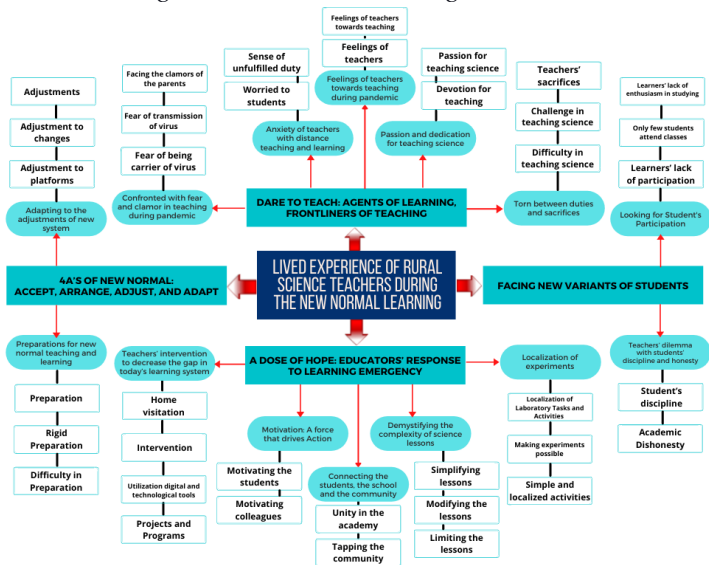 Feelings of teachers
towards teaching
Feelings of
teachers
Feelings of teachers
towards teaching
during pandemic
Sense of
unfulfilled duty
Worried to
students
Anxiety of teachers
with distance
teaching and learning
Passion for
teaching science
Devotion for
teaching
Passion and dedication
for teaching science
Facing the clamors of
the parents
Fear of transmission
of virus
Fear of being
carrier of virus
Confronted with fear
and clamor in teaching
during pandemic
Teachers'
sacrifices
Challenge in
teaching science
Difficulty in
teaching science
Torn between duties
and sacrifices
DARE TO TEACH: AGENTS OF LEARNING,
FRONTLINERS OF TEACHING
Adjustments
Adjustment to
changes
Adjustment to
platforms
Adapting to the
adjustments of new
system
Learners' lack of
enthusiasm in studying
Only few students
attend classes
Learners' lack
of participation
Looking for Student's
Participation
4A'S OF NEW NORMAL:
ACCEPT, ARRANGE, ADJUST, AND ADAPT
LIVED EXPERIENCE OF RURAL
SCIENCE TEACHERS DURING
THE NEW NORMAL LEARNING
FACING NEW VARIANTS OF STUDENTS
Preparations for new
normal teaching and
learning
Preparation
Rigid
Preparation
Difficulty in
Preparation
A DOSE OF HOPE: EDUCATORS' RESPONSE
TO LEARNING EMERGENCY
Teachers' intervention
to decrease the gap in
today's learning system
Home
visitation
Intervention
Utilization digital and
technological tools
Projects and
Programs
Motivation: A force
that drives Action
Motivating the
students
Motivating
colleagues
Connecting the
students, the school
and the community
Unity in the
academy
Tapping the
community
Demystifying the
complexity of science
lessons
Simplifying
lessons
Modifying the
lessons
Limiting the
lessons
Localization of
experiments
Localization of
Laboratory Tasks and
Activities
Making experiments
possible
Simple and
localized activities
Teachers' dilemma
with students'
discipline and honesty
Student's
discipline
Academic
Dishonesty